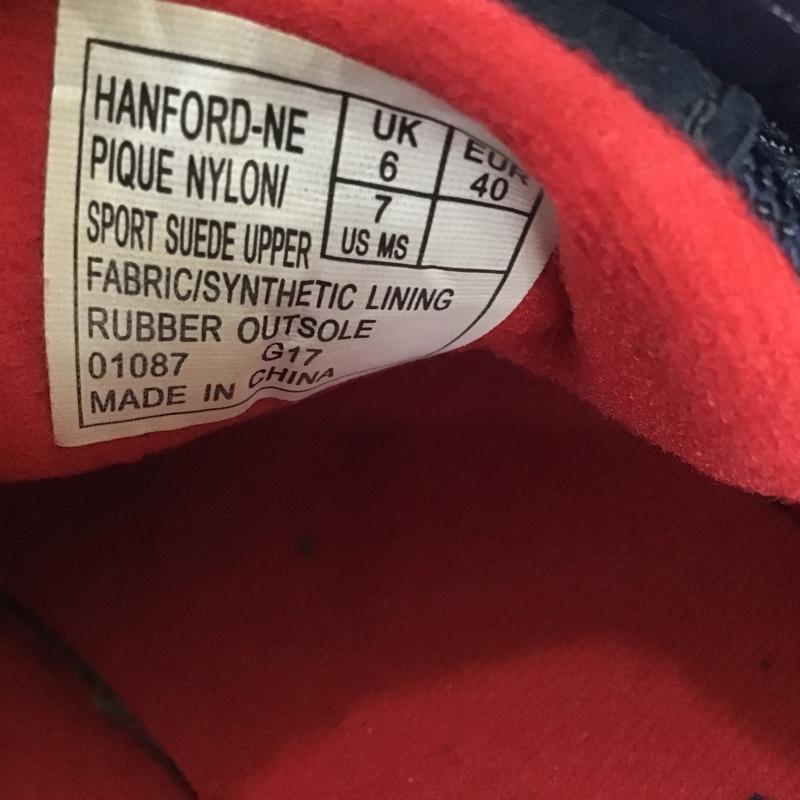 HANFORD-NE
PIQUE NYLON/
SPORT SUEDE UPPER
FABRIC/SYNTHETIC LINING
RUBBER OUTSOLE
01087 G17
MADE IN CHINA
UK EUR
6 40
7
US MS